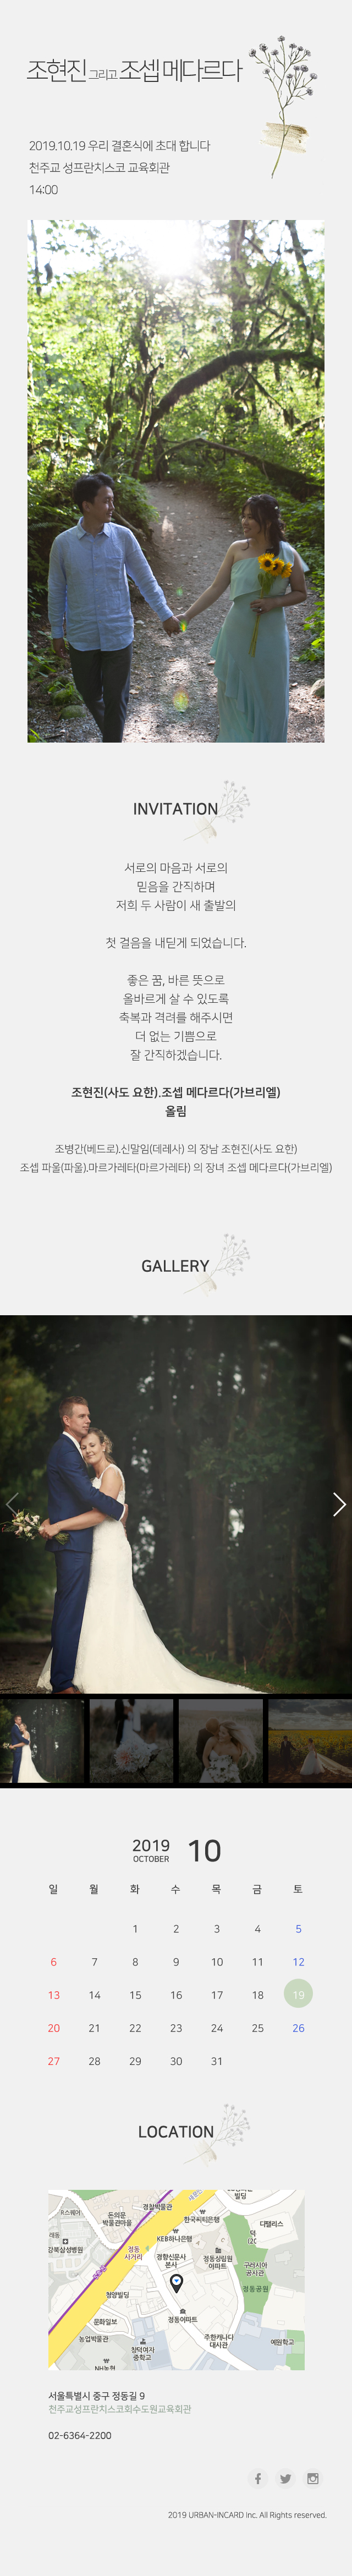 조현진 그리고 조셉 메다르다
2019.10.19 우리 결혼식에 초대 합니다
천주교 성프란치스코 교육회관
14:00
INVITATION
서로의 마음과 서로의
믿음을 간직하며
저희 두 사람이 새 출발의
첫 걸음을 내딛게 되었습니다.
좋은 꿈, 바른 뜻으로
올바르게 살 수 있도록
축복과 격려를 해주시면
더 없는 기쁨으로
잘 간직하겠습니다.
조현진(사도 요한).조셉 메다르다(가브리엘)
올림
조병간(베드로).신말임(데레사) 의 장남 조현진(사도 요한)
조셉 파울(파울).마르가레타(마르가레타) 의 장녀 조셉 메다르다(가브리엘)
GALLERY
2019 10
OCTOBER
일 월 화 수 목 금 토
1 2 3 4 5
6 7 8 9 10 11 12
13 14 15 16 17 18 19
20 21 22 23 24 25 26
27 28 29 30 31
LOCATION
빌딩
경찰박물관
R스퀘어
돈의문
박물관마을
한국씨티은행
디팰리스
KEB하나은행
강북삼성병원
정동
사거리
경향신문사
본사
정동상림원
아파트
구러시아
공사관
정동공원
청양빌딩
문화일보
정동아파트
농업박물관
주한캐나다
대사관
예원학교
창덕여자
중학교
NH농협
서울특별시 중구 정동길 9
천주교성프란치스코회수도원교육회관
02-6364-2200
2019 URBAN-INCARD Inc. All Rights reserved.